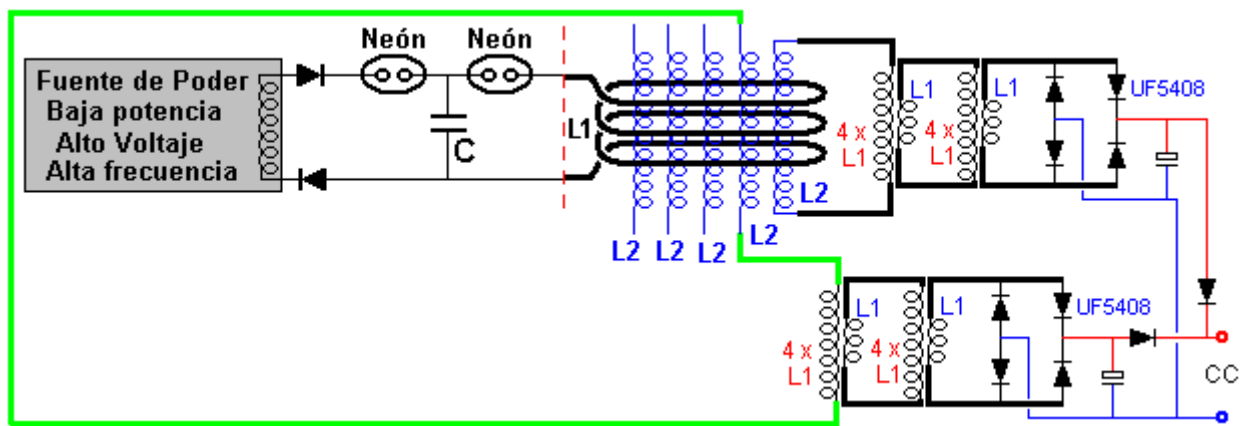 Neón
Neón
Fuente de Poder
Baja potencia
Alto Voltaje
Alta frecuencia
C
L1
L2
L2
L2
L2
L2
4 x
L1
L1
4 x
L1
L1
UF5408
4 x
L1
L1
4 x
L1
L1
UF5408
CC